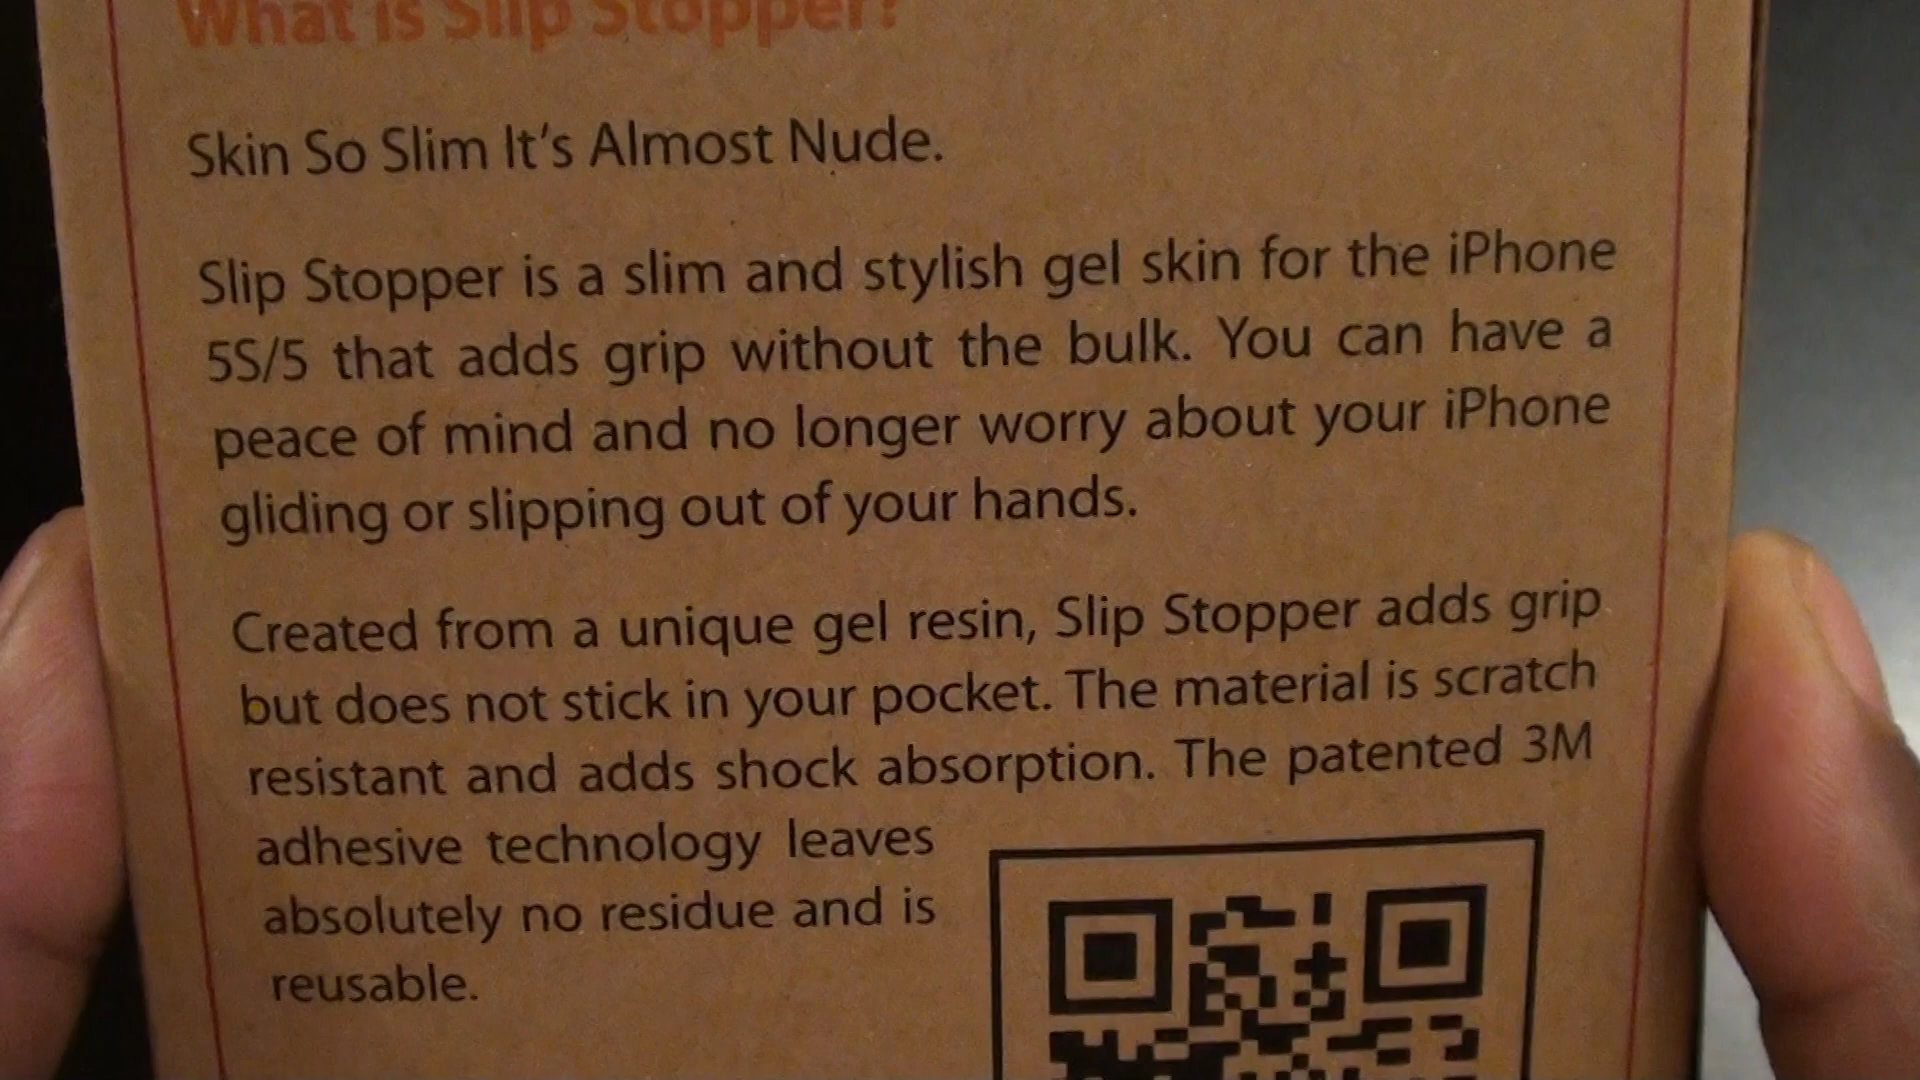 What is Slip Stopper?
Skin So Slim It's Almost Nude.
Slip Stopper is a slim and stylish gel skin for the iPhone
5S/5 that adds grip without the bulk. You can have a
peace of mind and no longer worry about your iPhone
gliding or slipping out of your hands.
Created from a unique gel resin, Slip Stopper adds grip
but does not stick in your pocket. The material is scratch
resistant and adds shock absorption. The patented 3M
adhesive technology leaves
absolutely no residue and is
reusable.